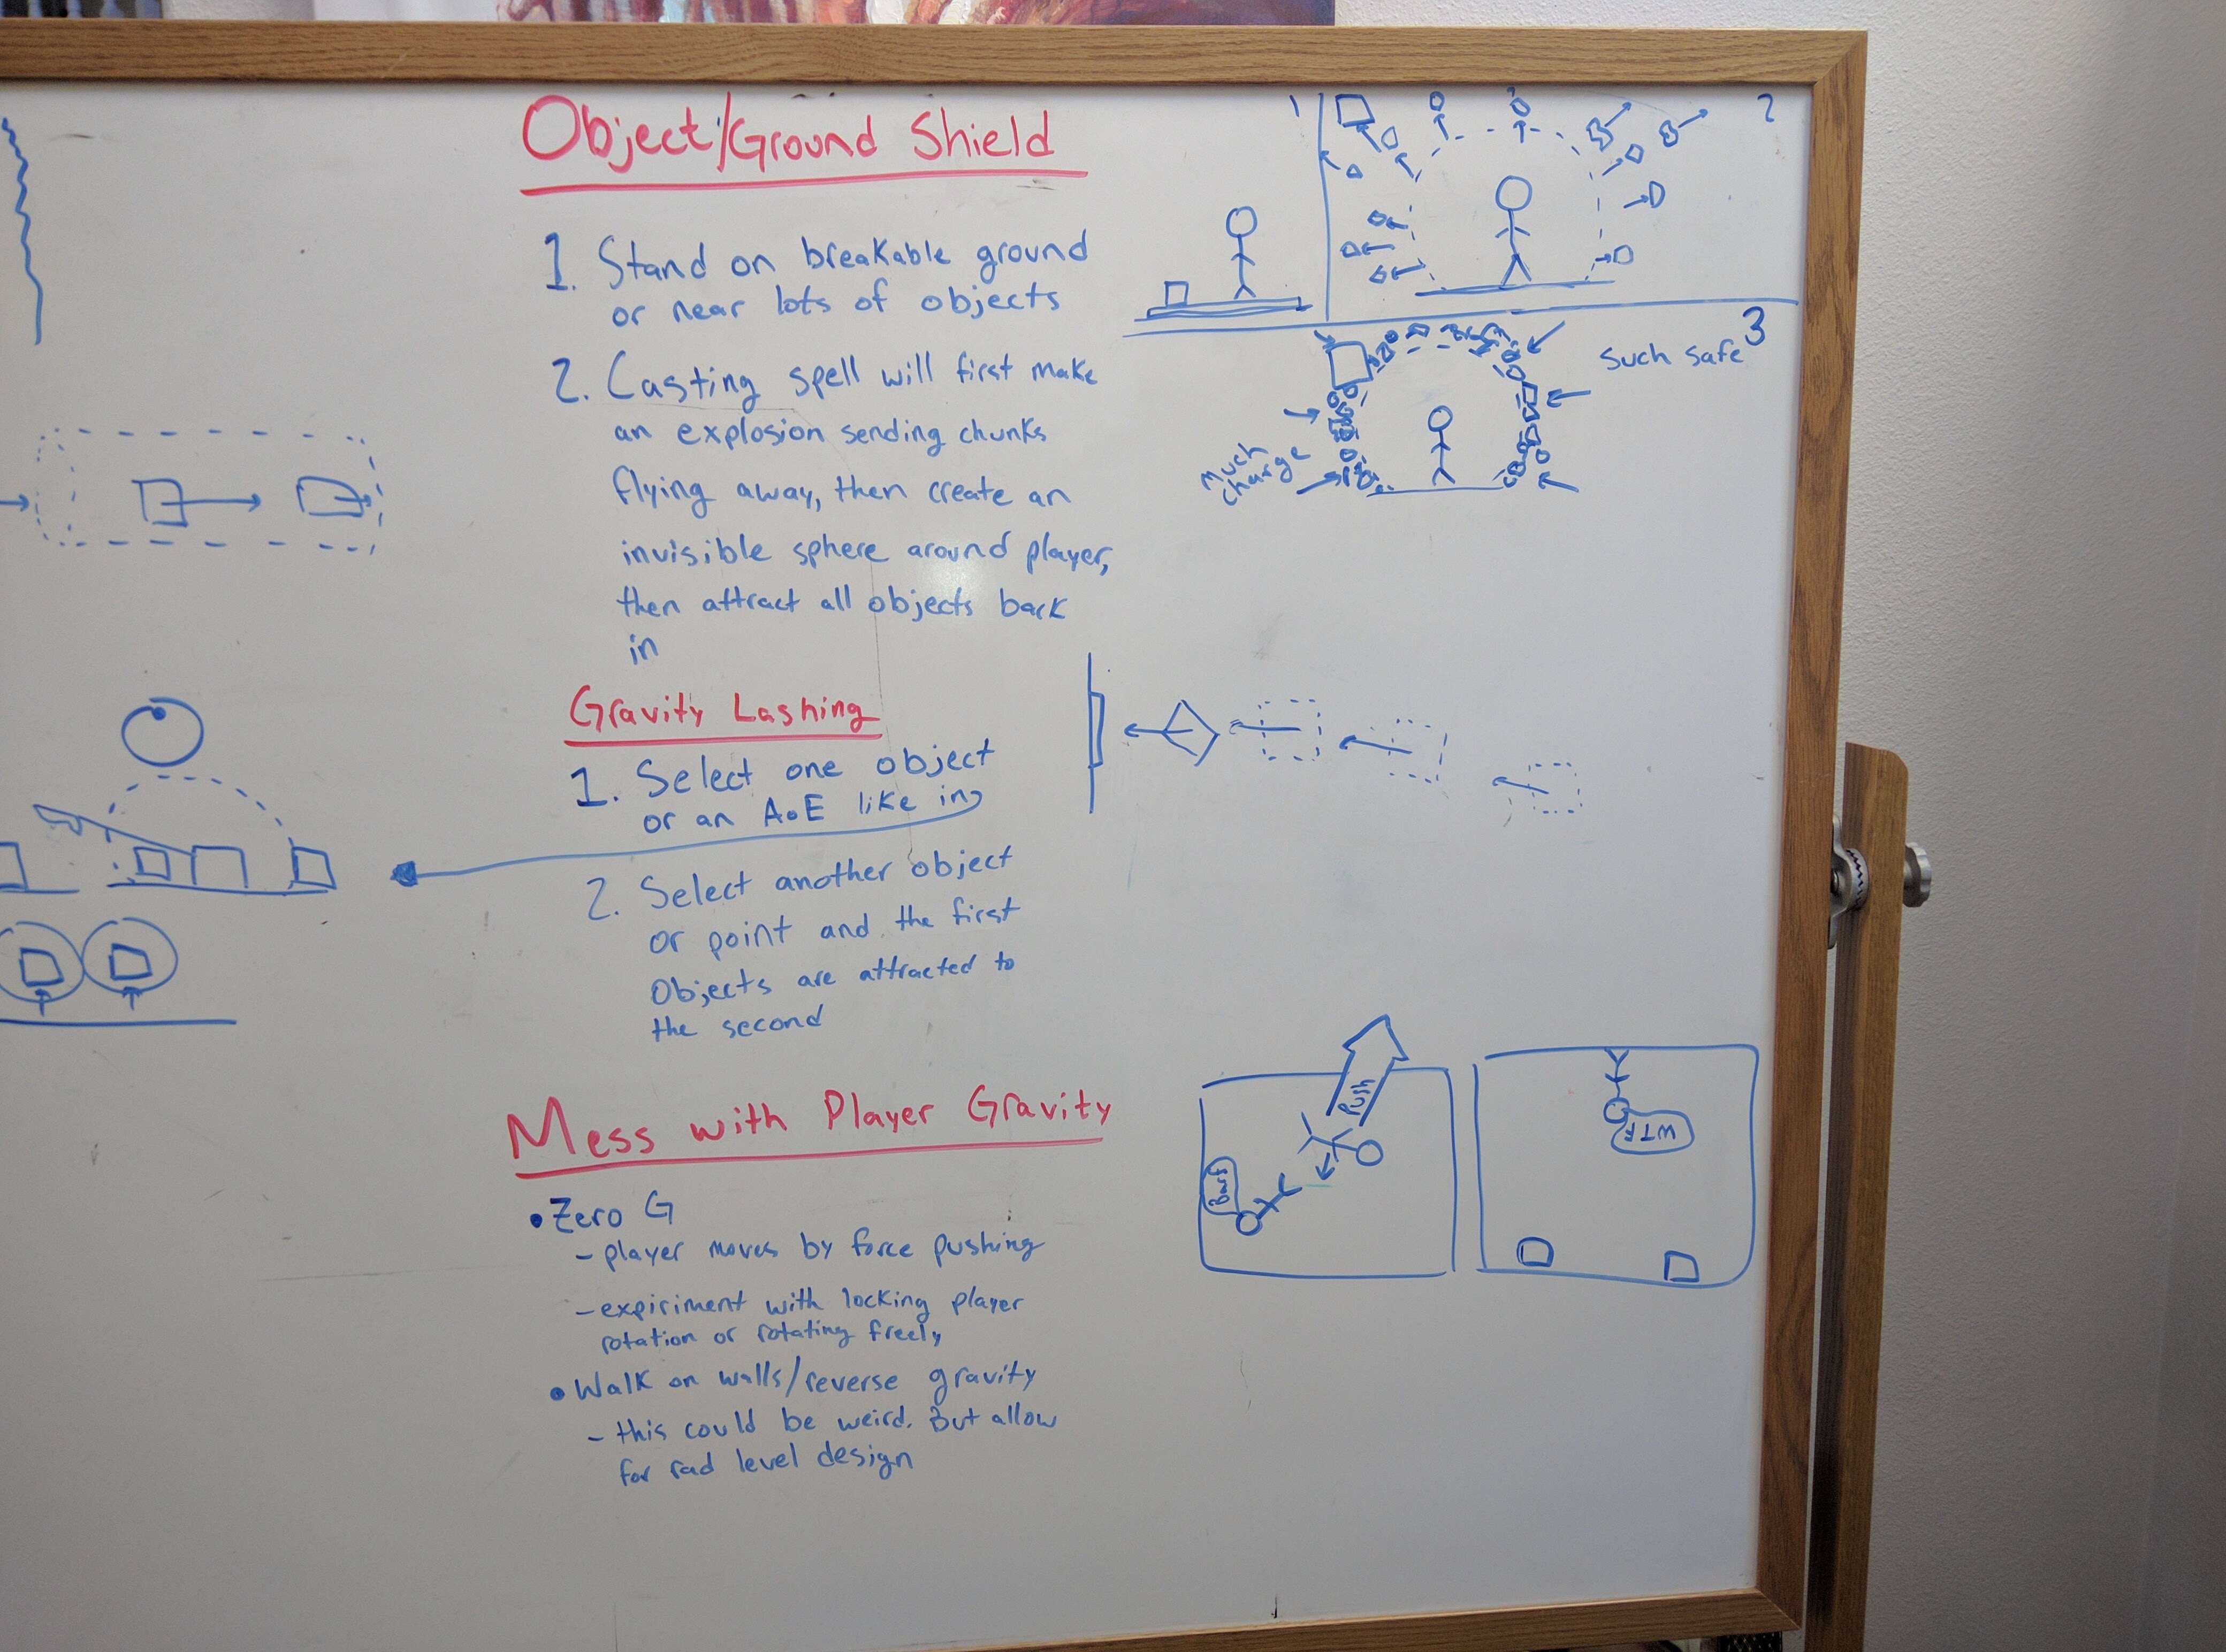 Object/Ground Shield
1. Stand on breakable ground
or near lots of objects
2. Casting spell will first make
an explosion sending chunks
flying away, then create an
invisible sphere around player,
then attract all objects back
in
1
2
3
Such safe
Much
charge
Gravity Lashing
1. Select one object
or an AoE like in
2. Select another object
or point and the first
Objects are attracted to
the second
Mess with Player Gravity
• Zero G
- player moves by force pushing
- expiriment with locking player
rotation or rotating freely
• Walk on walls/reverse gravity
- this could be weird. But allow
for rad level design
Push
Barf
WTF